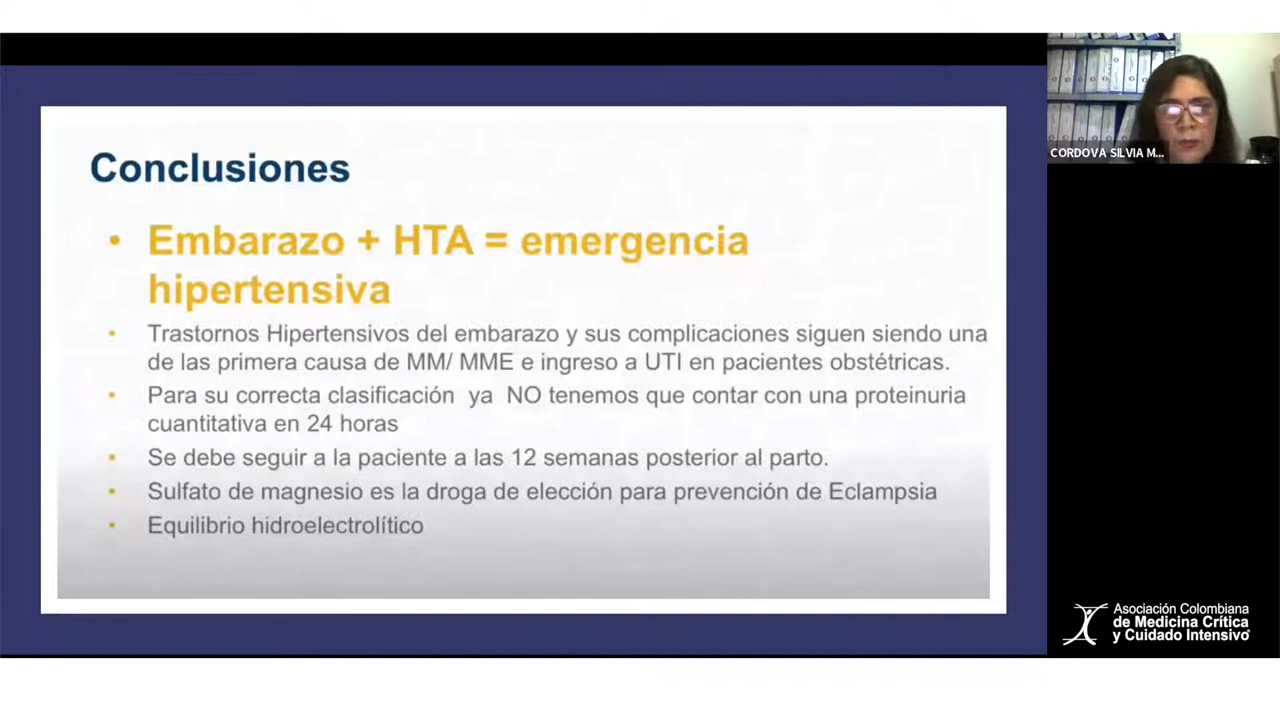 Conclusiones
• Embarazo + HTA = emergencia
hipertensiva
• Trastornos Hipertensivos del embarazo y sus complicaciones siguen siendo una
de las primera causa de MM/ MME e ingreso a UTI en pacientes obstétricas.
• Para su correcta clasificación ya NO tenemos que contar con una proteinuria
cuantitativa en 24 horas
• Se debe seguir a la paciente a las 12 semanas posterior al parto.
• Sulfato de magnesio es la droga de elección para prevención de Eclampsia
• Equilibrio hidroelectrolítico
CORDOVA SILVIA M...
Asociación Colombiana
de Medicina Crítica
y Cuidado Intensivo